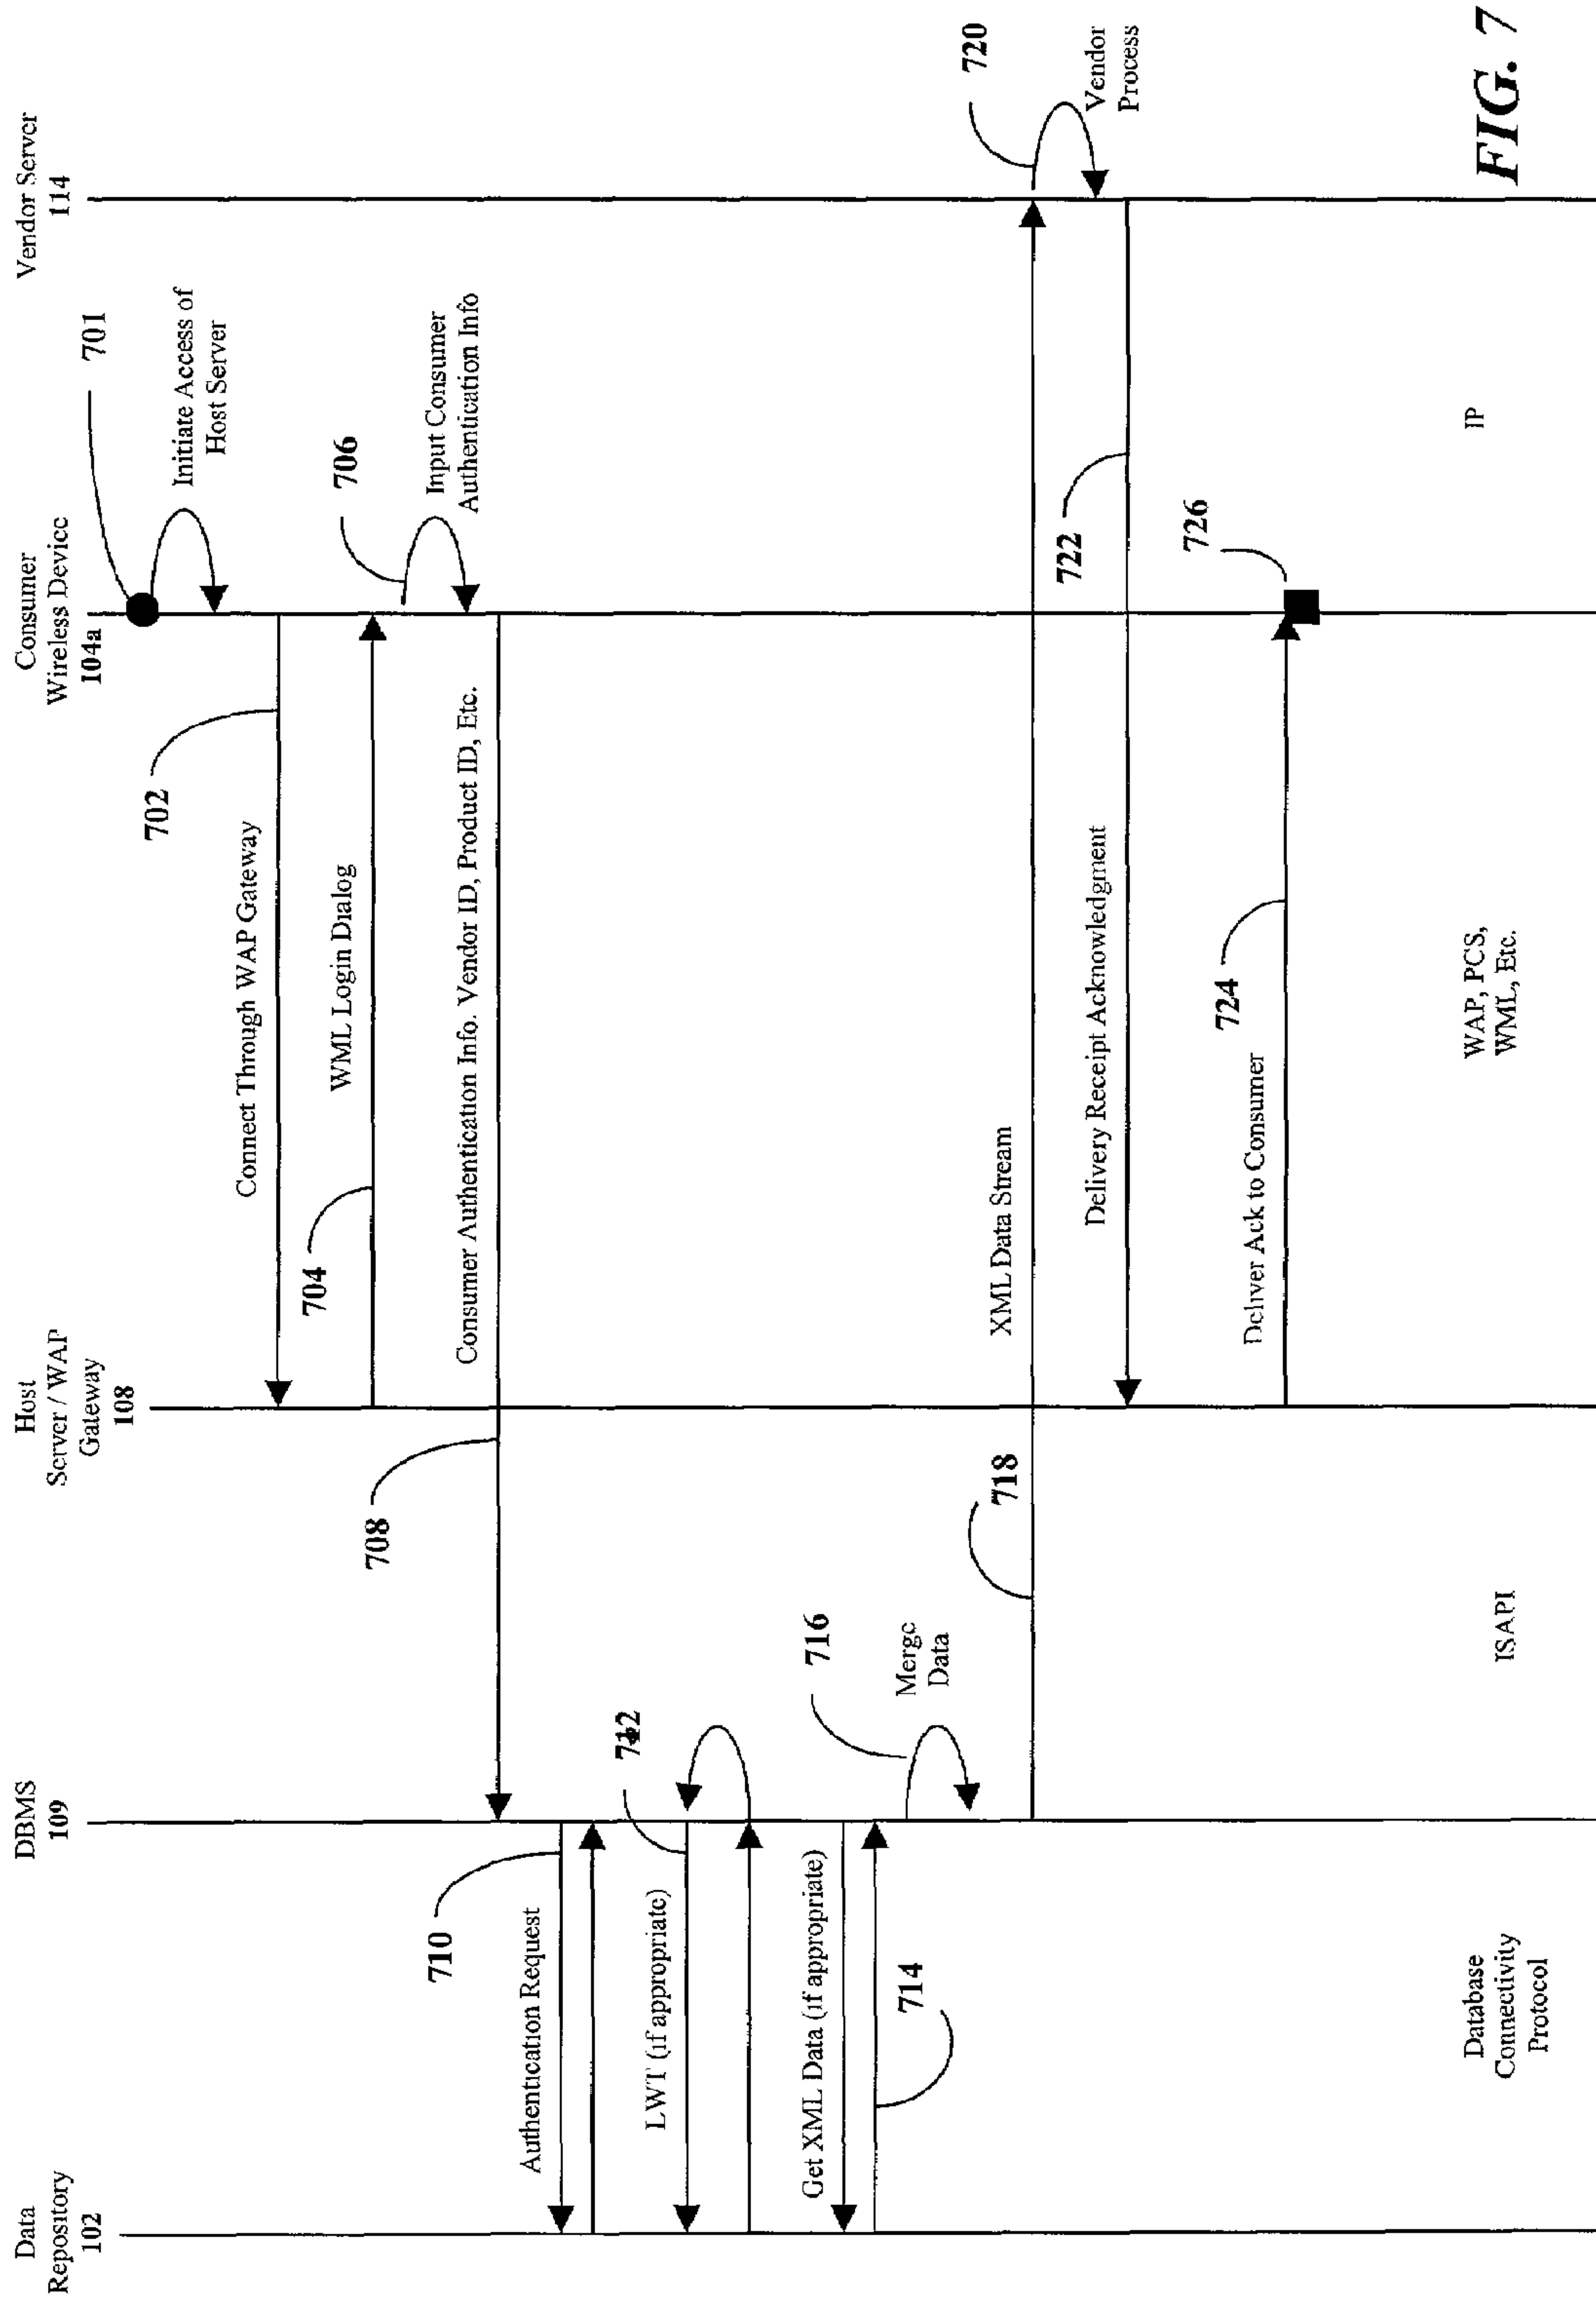 Data
Repository
102
DBMS
109
Host
Server / WAP
Gateway
108
Consumer
Wireless Device
104a
Vendor Server
114
701
Initiate Access of
Host Server
702
Connect Through WAP Gateway
704
WML Login Dialog
706
Input Consumer
Authentication Info
708
Consumer Authentication Info. Vendor ID, Product ID, Etc.
710
Authentication Request
712
LWT (if appropriate)
Get XML Data (if appropriate)
714
716
Merge
Data
718
XML Data Stream
720
Vendor
Process
722
Delivery Receipt Acknowledgment
724
Deliver Ack to Consumer
726
Database
Connectivity
Protocol
ISAPI
WAP, PCS,
WML, Etc.
IP
FIG. 7